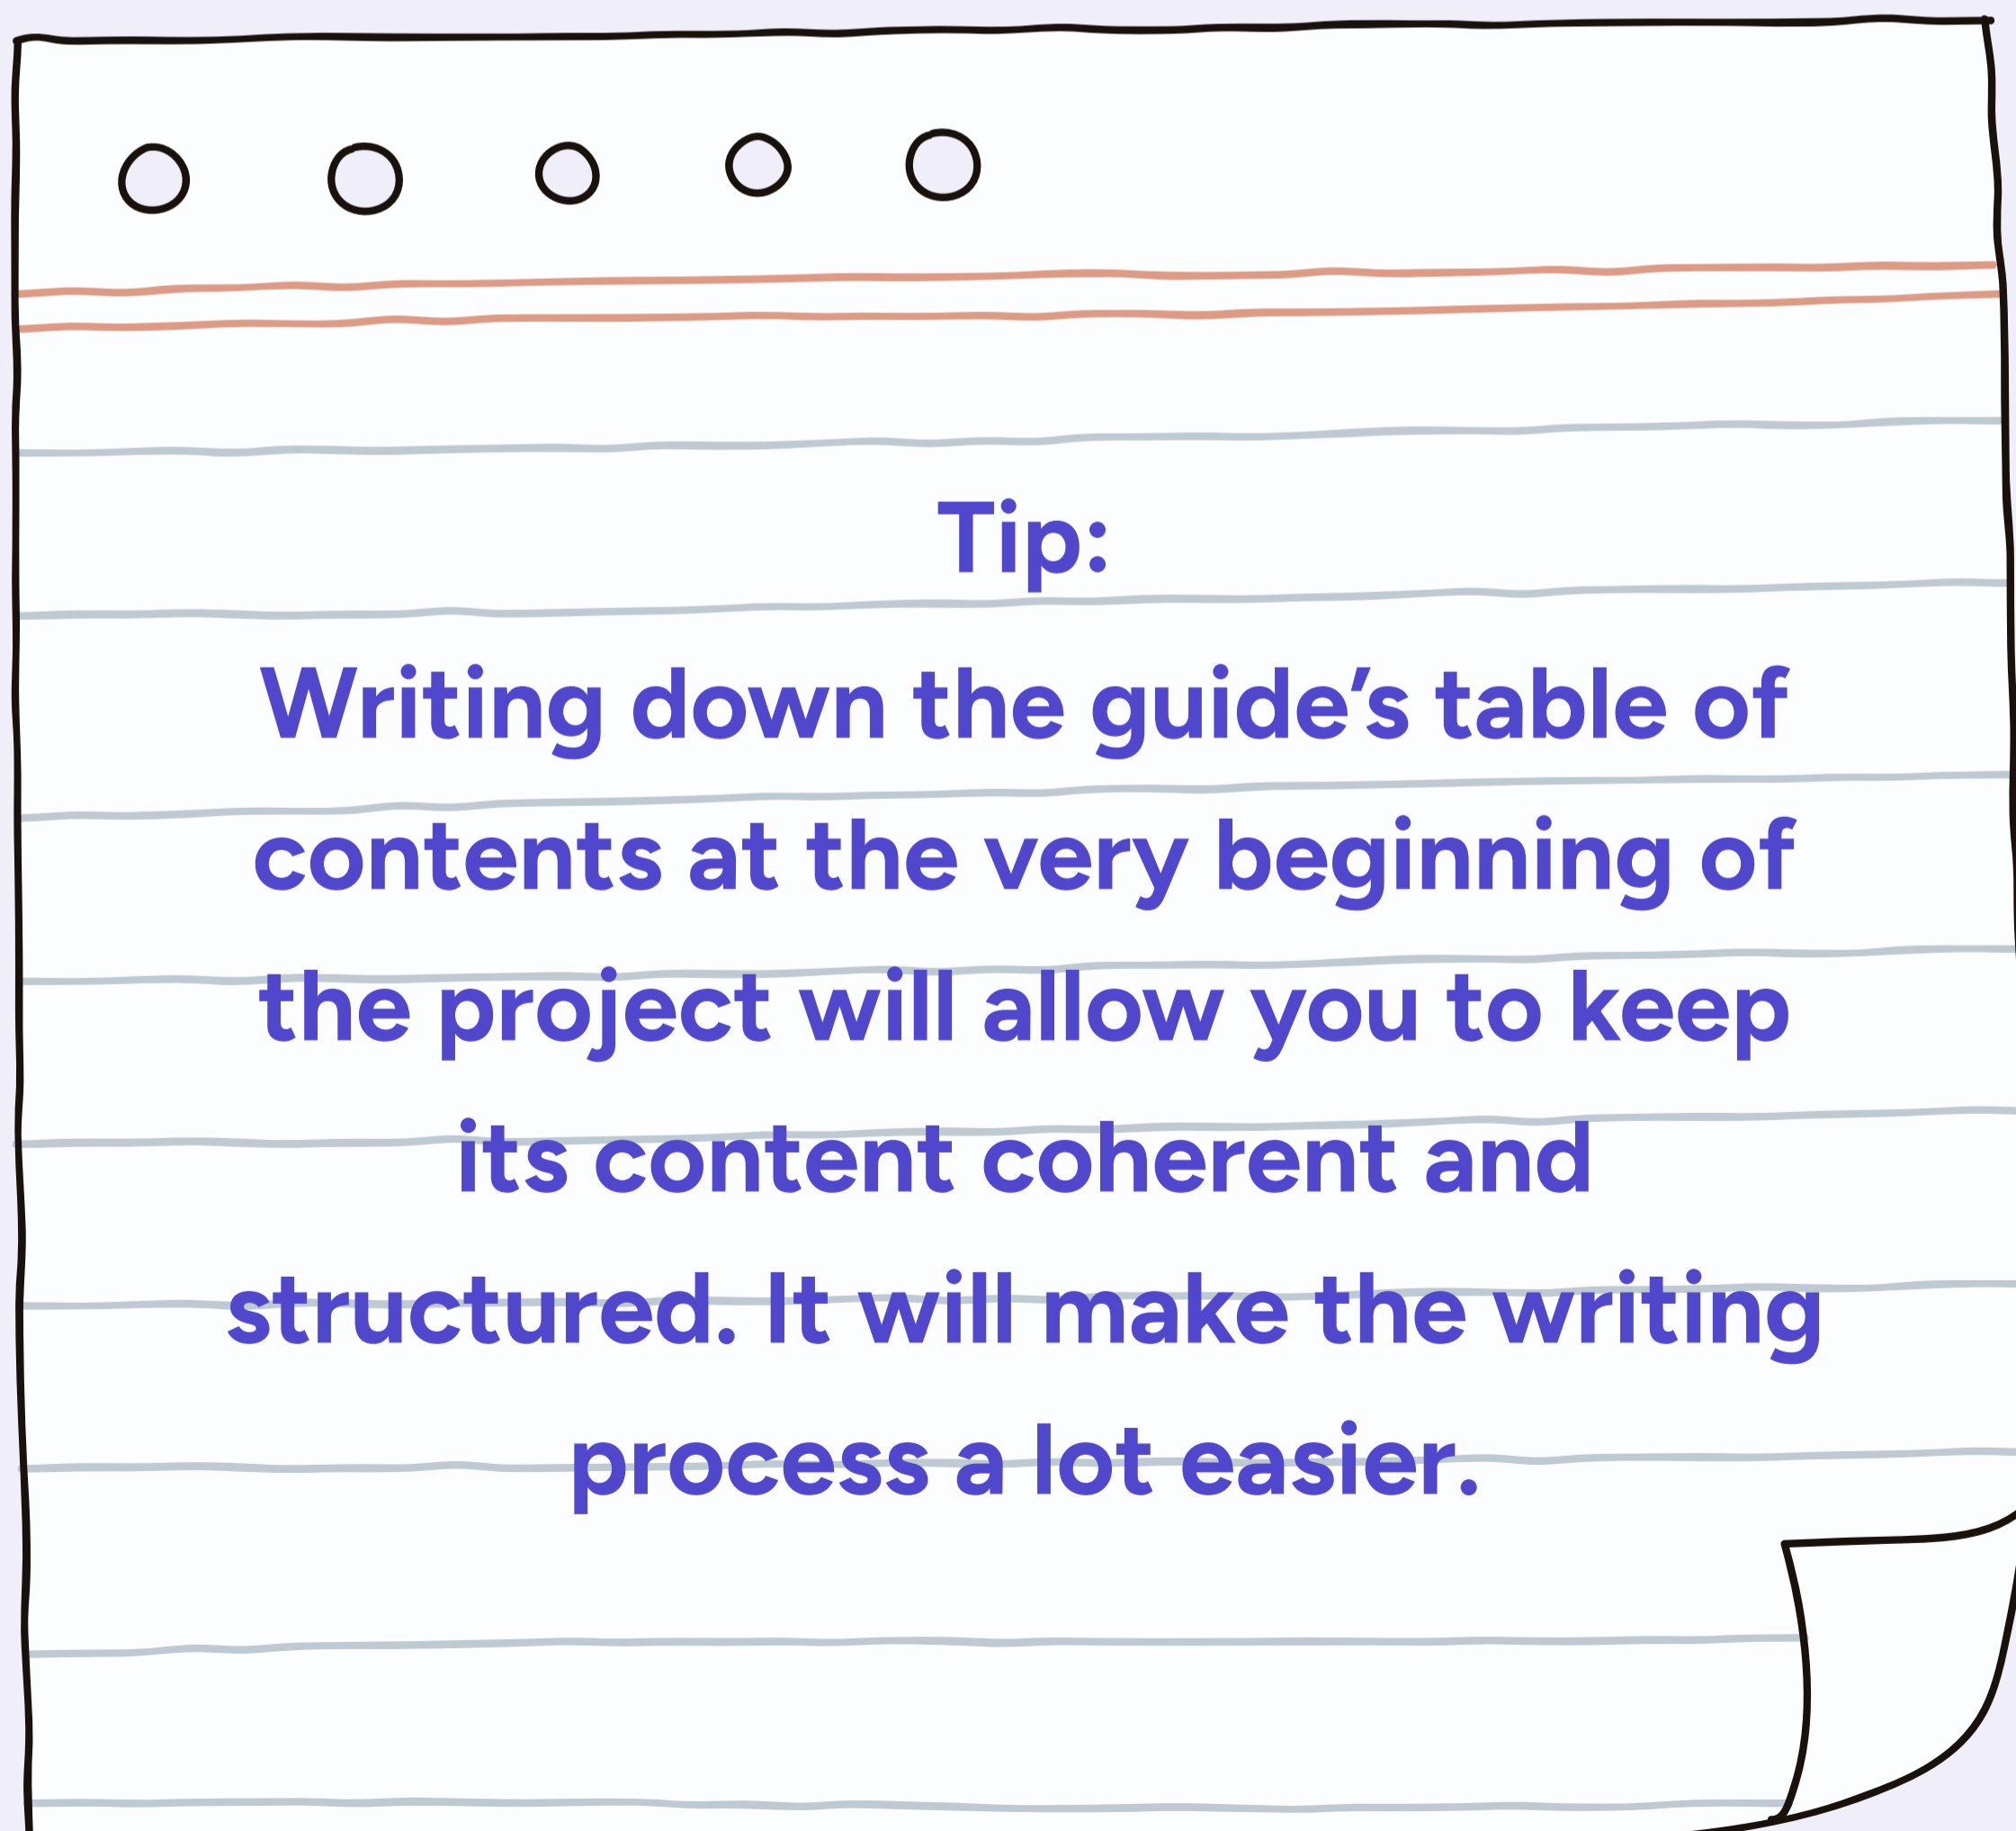 Tip:
Writing down the guide's table of
contents at the very beginning of
the project will allow you to keep
its content coherent and
structured. It will make the writing
process a lot easier.